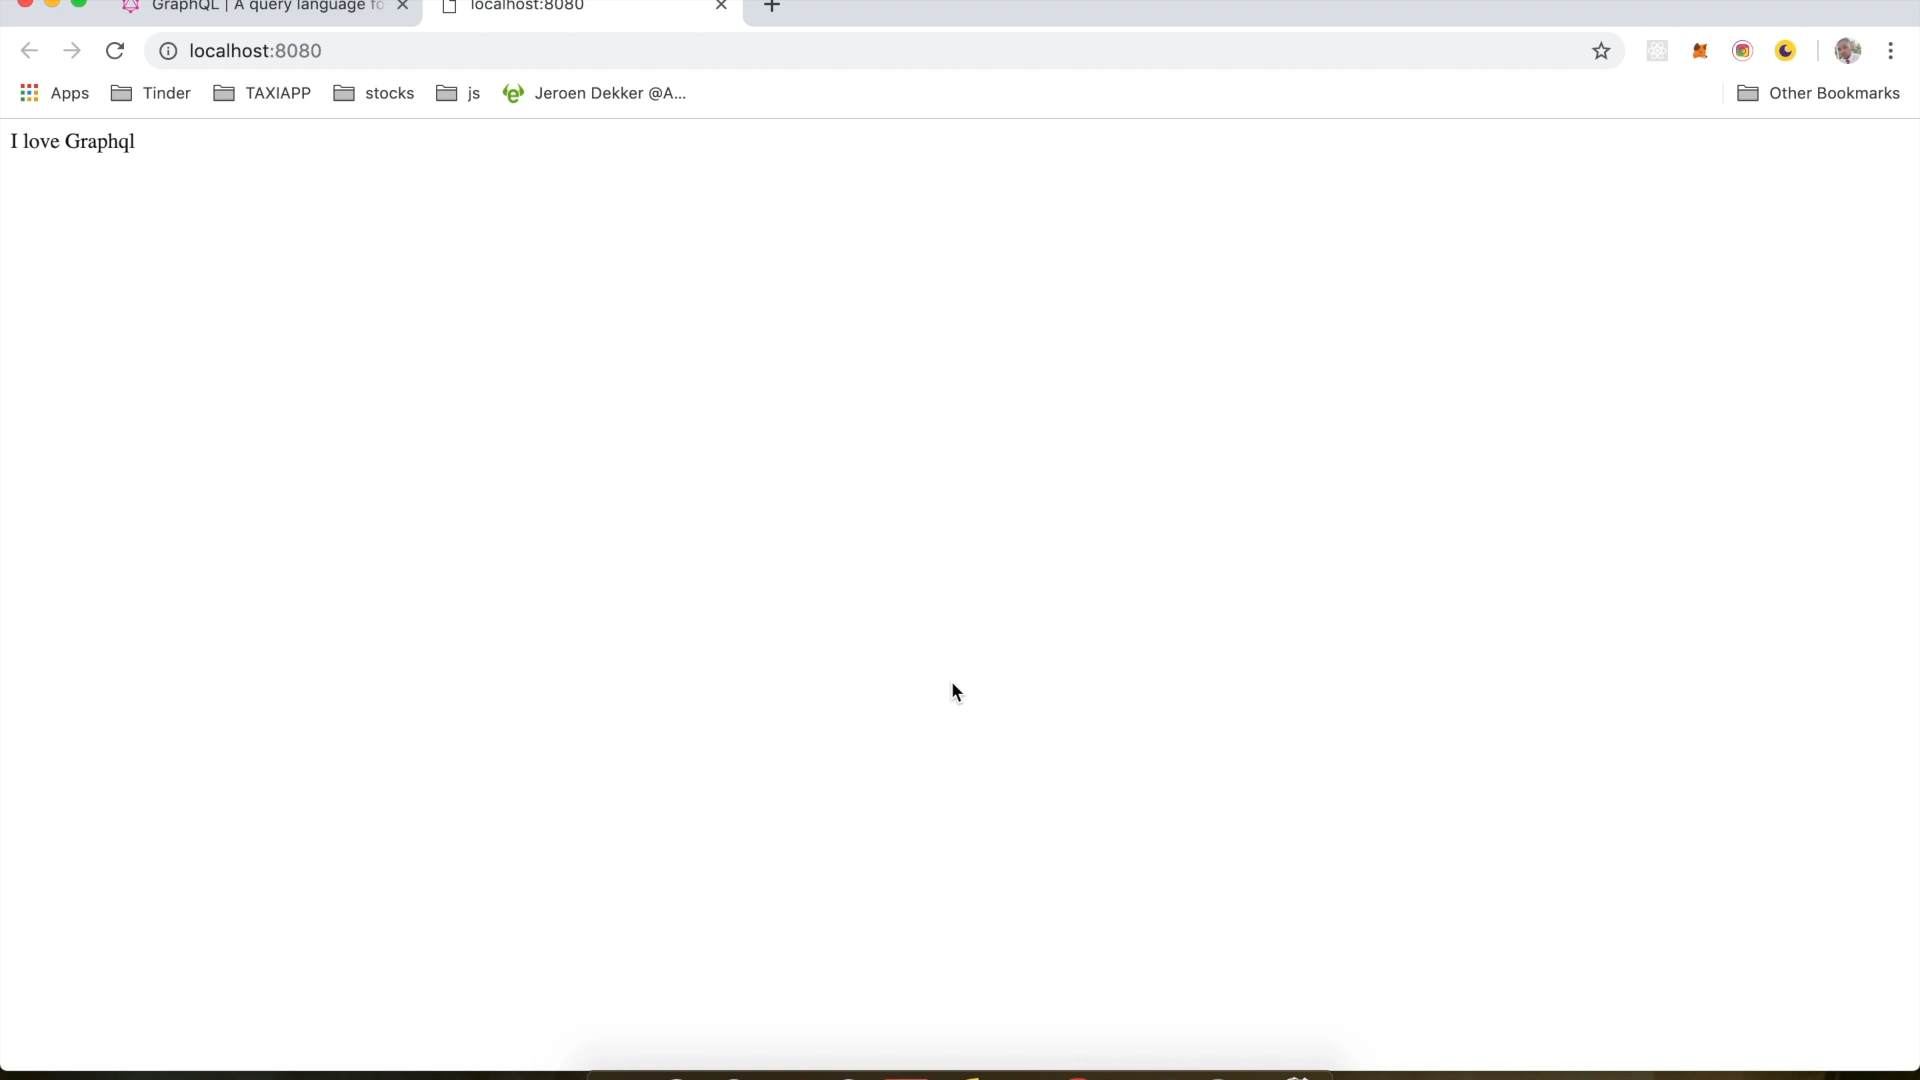 GraphQL | A query language fo
localhost:8080
localhost:8080
Apps
Tinder
TAXIAPP
stocks
js
Jeroen Dekker @A...
Other Bookmarks
I love Graphql